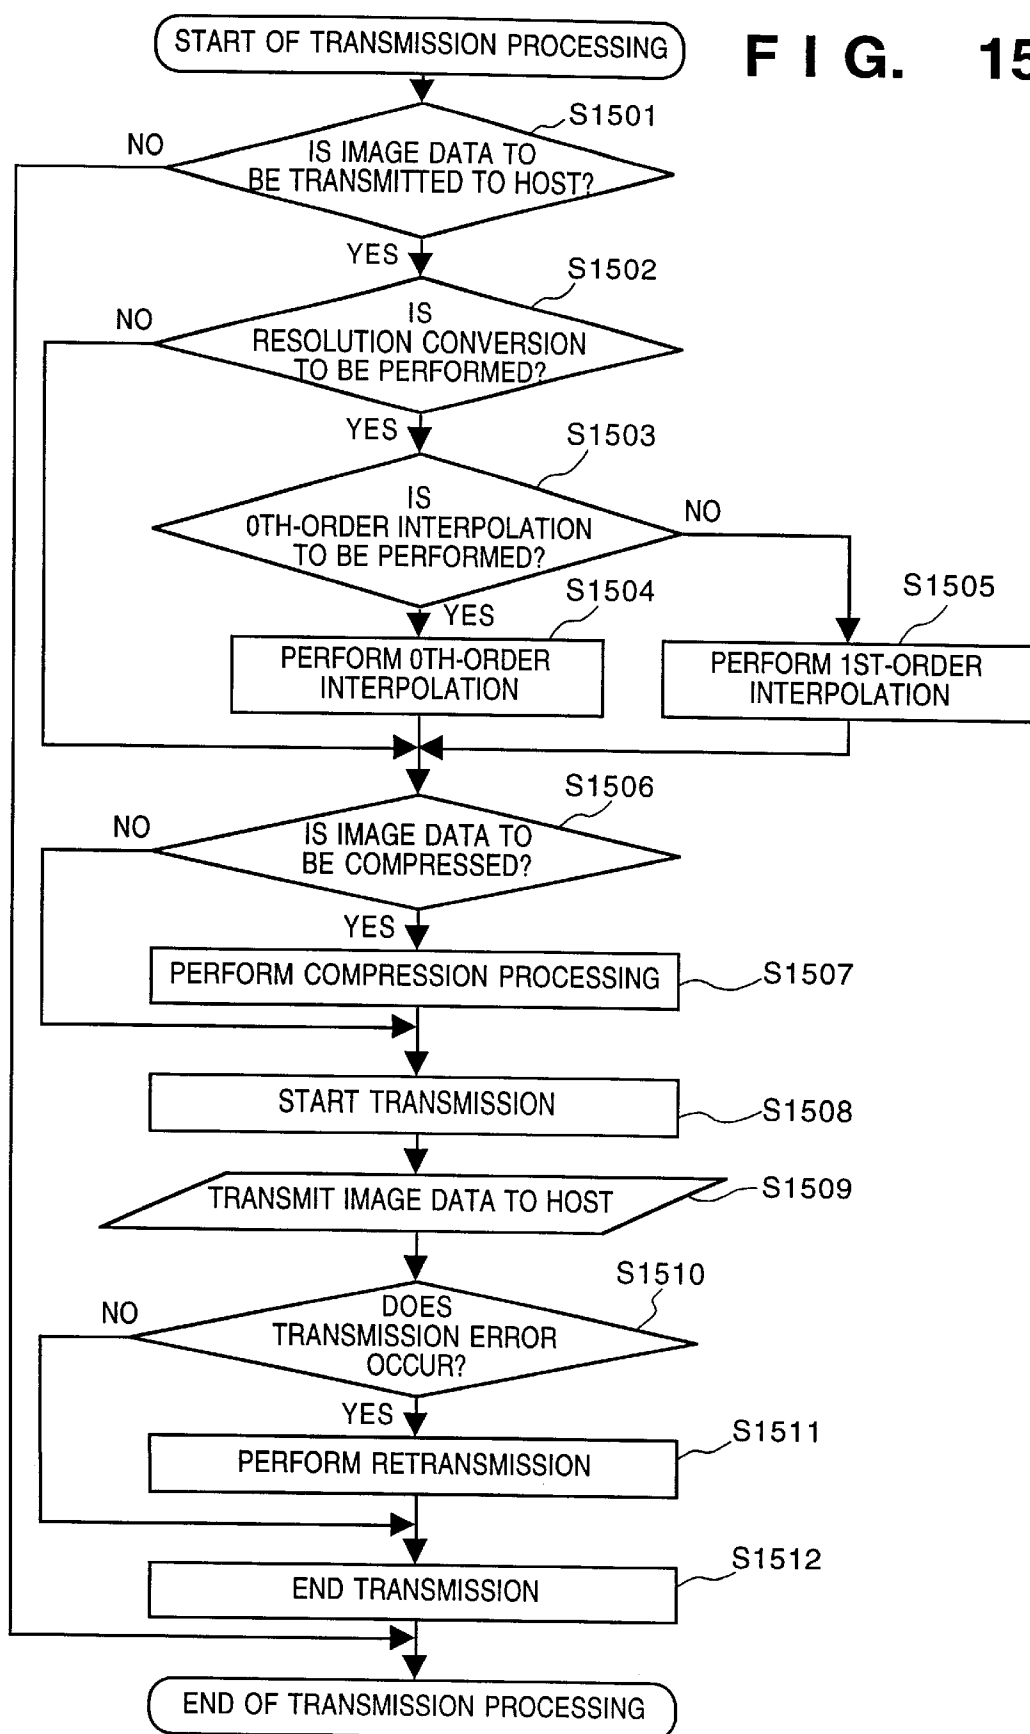 START OF TRANSMISSION PROCESSING
FIG. 15
S1501
NO
IS IMAGE DATA TO
BE TRANSMITTED TO HOST?
YES
S1502
NO
IS
RESOLUTION CONVERSION
TO BE PERFORMED?
YES
S1503
IS
0TH-ORDER INTERPOLATION
TO BE PERFORMED?
NO
S1504
YES
S1505
PERFORM 0TH-ORDER
INTERPOLATION
PERFORM 1ST-ORDER
INTERPOLATION
S1506
NO
IS IMAGE DATA TO
BE COMPRESSED?
YES
PERFORM COMPRESSION PROCESSING
S1507
START TRANSMISSION
S1508
TRANSMIT IMAGE DATA TO HOST
S1509
S1510
NO
DOES
TRANSMISSION ERROR
OCCUR?
YES
S1511
PERFORM RETRANSMISSION
S1512
END TRANSMISSION
END OF TRANSMISSION PROCESSING